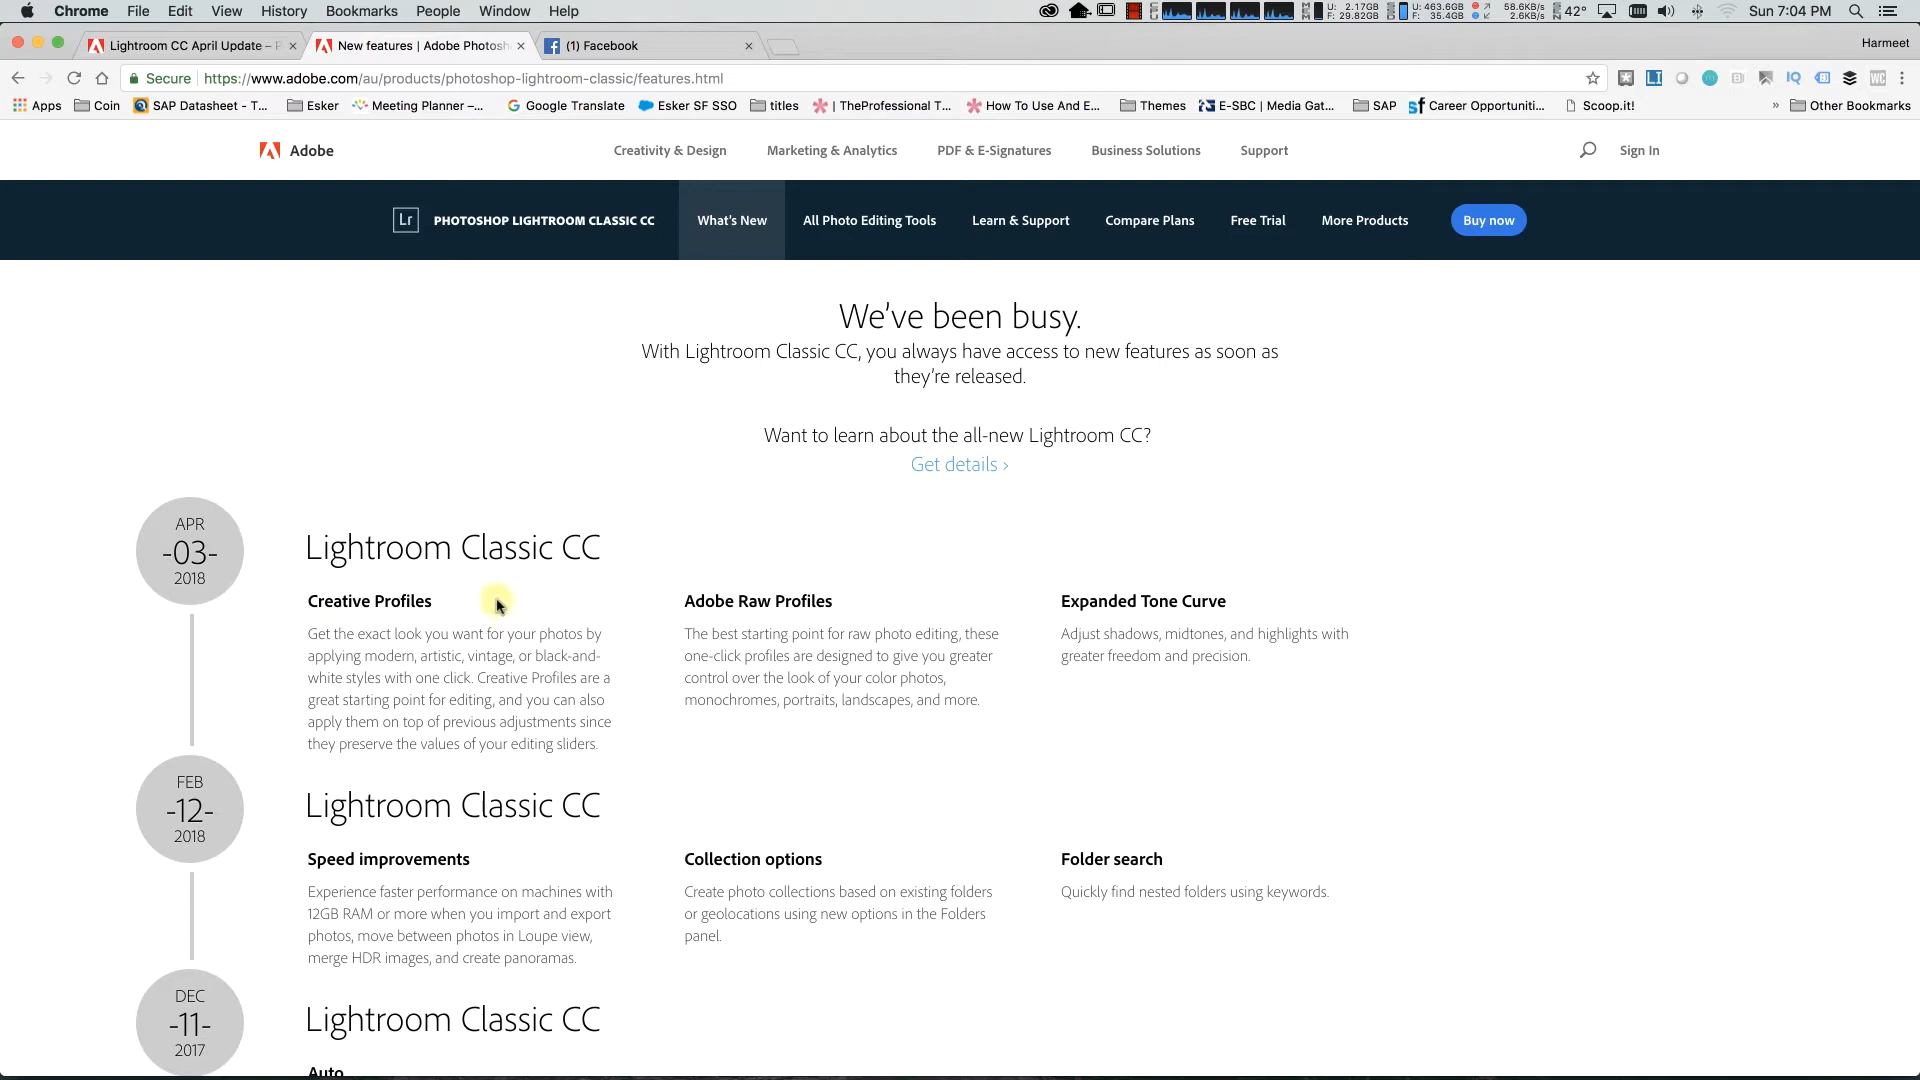 Chrome File Edit View History Bookmarks People Window Help
U: 2.17GB
F: 29.82GB
U: 463.6GB
F: 35.4GB
58.6KB/s
2.6KB/s
42°
Sun 7:04 PM
Lightroom CC April Update – P
New features | Adobe Photosh
(1) Facebook
Harmeet
Secure https://www.adobe.com/au/products/photoshop-lightroom-classic/features.html
Apps Coin SAP Datasheet - T... Esker Meeting Planner –... Google Translate Esker SF SSO titles | TheProfessional T... How To Use And E... Themes E-SBC | Media Gat... SAP Career Opportuniti... Scoop.it! » Other Bookmarks
Adobe
Creativity & Design Marketing & Analytics PDF & E-Signatures Business Solutions Support
Sign In
Lr PHOTOSHOP LIGHTROOM CLASSIC CC What's New All Photo Editing Tools Learn & Support Compare Plans Free Trial More Products Buy now
We've been busy.
With Lightroom Classic CC, you always have access to new features as soon as
they're released.
Want to learn about the all-new Lightroom CC?
Get details ›
APR
-03-
2018
Lightroom Classic CC
Creative Profiles
Get the exact look you want for your photos by
applying modern, artistic, vintage, or black-and-
white styles with one click. Creative Profiles are a
great starting point for editing, and you can also
apply them on top of previous adjustments since
they preserve the values of your editing sliders.
Adobe Raw Profiles
The best starting point for raw photo editing, these
one-click profiles are designed to give you greater
control over the look of your color photos,
monochromes, portraits, landscapes, and more.
Expanded Tone Curve
Adjust shadows, midtones, and highlights with
greater freedom and precision.
FEB
-12-
2018
Lightroom Classic CC
Speed improvements
Experience faster performance on machines with
12GB RAM or more when you import and export
photos, move between photos in Loupe view,
merge HDR images, and create panoramas.
Collection options
Create photo collections based on existing folders
or geolocations using new options in the Folders
panel.
Folder search
Quickly find nested folders using keywords.
DEC
-11-
2017
Lightroom Classic CC
Auto